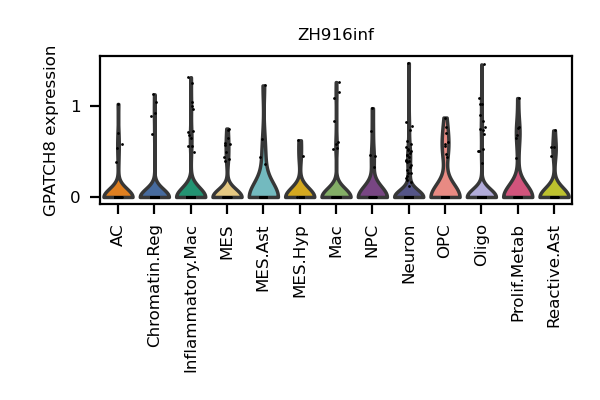 ZH916inf
GPATCH8 expression
1
0
AC
Chromatin.Reg
Inflammatory.Mac
MES
MES.Ast
MES.Hyp
Mac
NPC
Neuron
OPC
Oligo
Prolif.Metab
Reactive.Ast